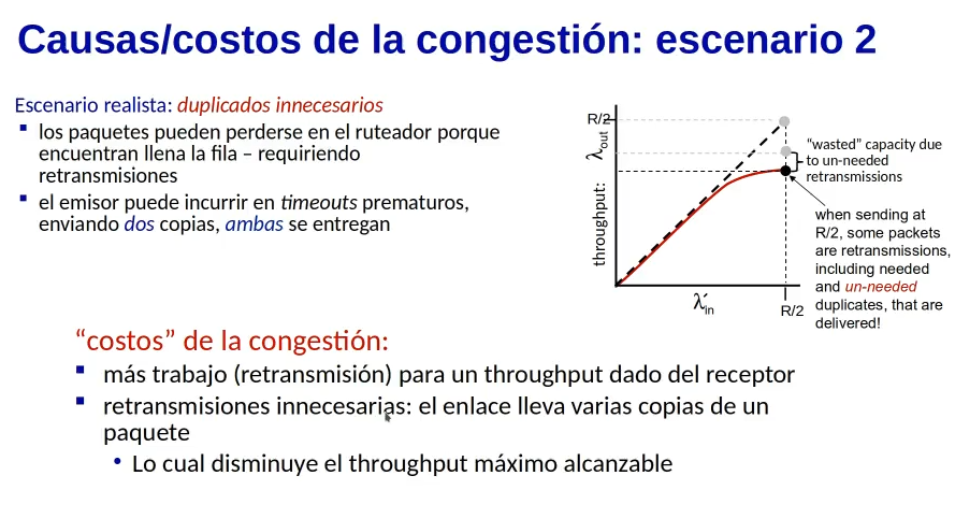 Causas/costos de la congestión: escenario 2
Escenario realista: duplicados innecesarios
▪ los paquetes pueden perderse en el ruteador porque
encuentran llena la fila – requiriendo
retransmisiones
▪ el emisor puede incurrir en timeouts prematuros,
enviando dos copias, ambas se entregan
R/2
λout
throughput:
λ'in
R/2
“wasted” capacity due
to un-needed
retransmissions
when sending at
R/2, some packets
are retransmissions,
including needed
and un-needed
duplicates, that are
delivered!
“costos” de la congestión:
▪ más trabajo (retransmisión) para un throughput dado del receptor
▪ retransmisiones innecesarias: el enlace lleva varias copias de un
paquete
• Lo cual disminuye el throughput máximo alcanzable